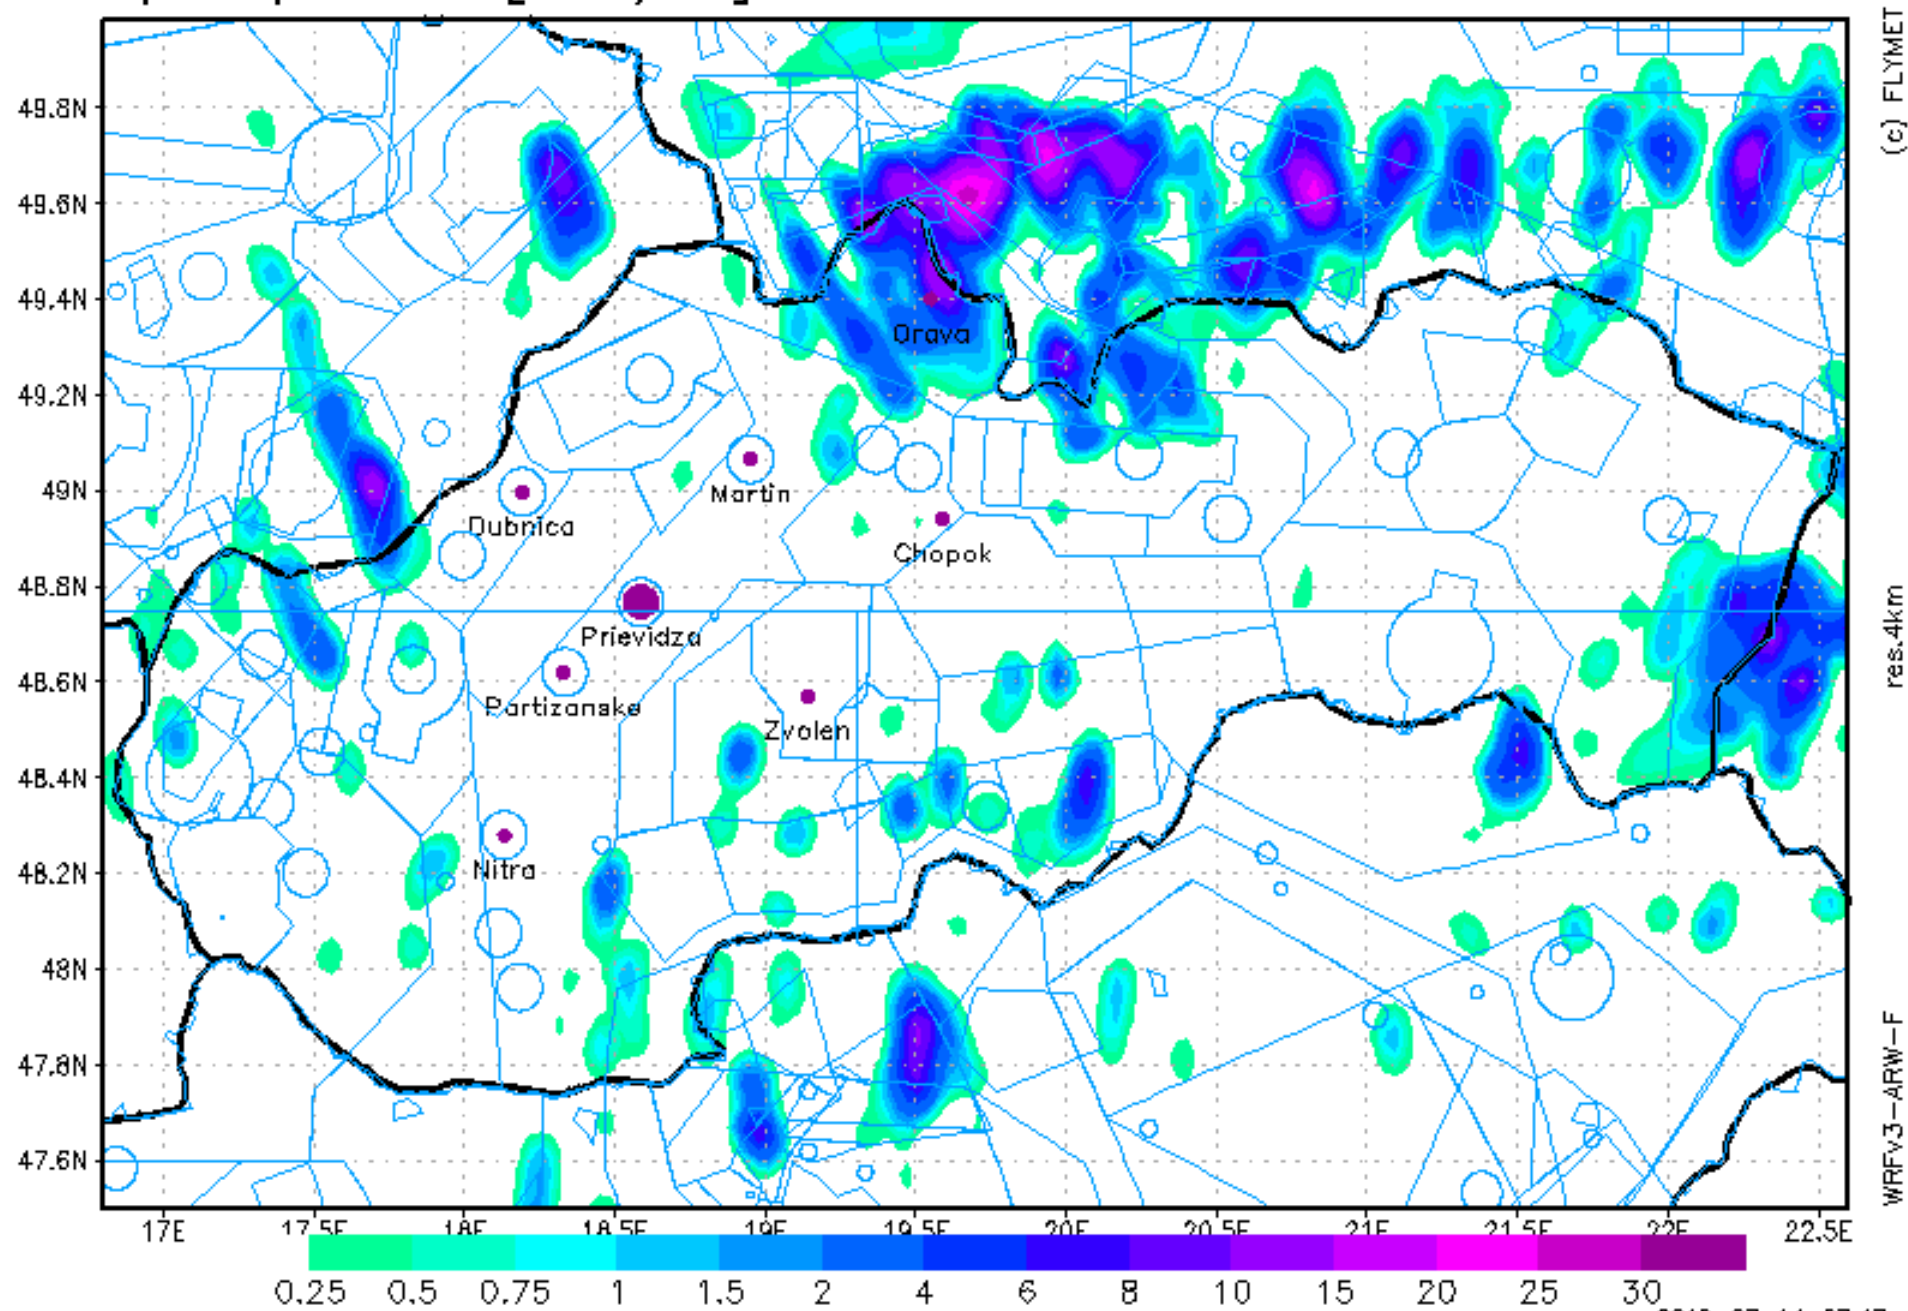 (c) FLYMET
49.8N
49.6N
49.4N
Orava
49.2N
49N
Martin
Dubnica
Chopok
48.8N
Prievidza
res.4km
48.6N
Partizanske
Zvolen
48.4N
48.2N
Nitra
48N
47.8N
47.6N
WRFv3-ARW-F
17E 17.5E 18E 18.5E 19E 19.5E 20E 20.5E 21E 21.5E 22E 22.5E
0.25 0.5 0.75 1 1.5 2 4 6 8 10 15 20 25 30